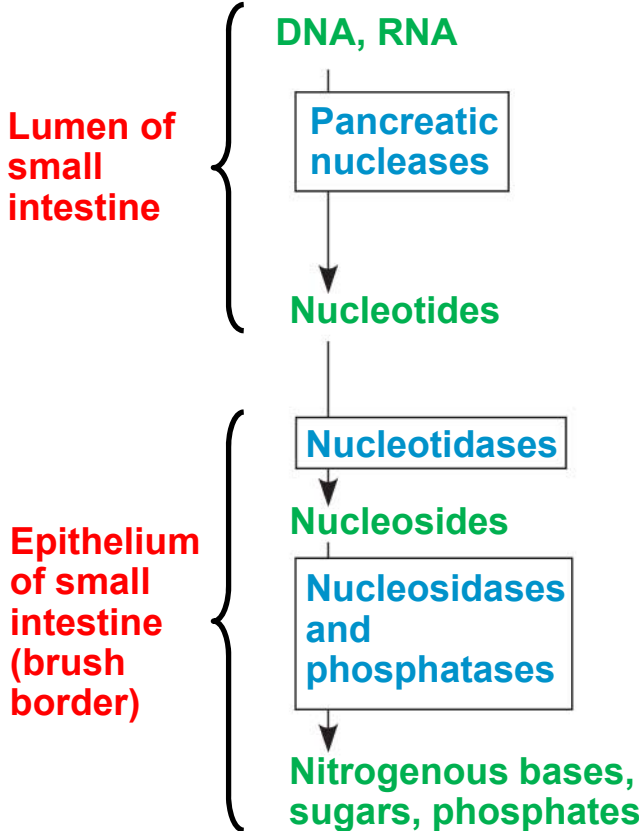 DNA, RNA
Lumen of
small
intestine
Pancreatic
nucleases
Nucleotides
Epithelium
of small
intestine
(brush
border)
Nucleotidases
Nucleosides
Nucleosidases
and
phosphatases
Nitrogenous bases,
sugars, phosphates